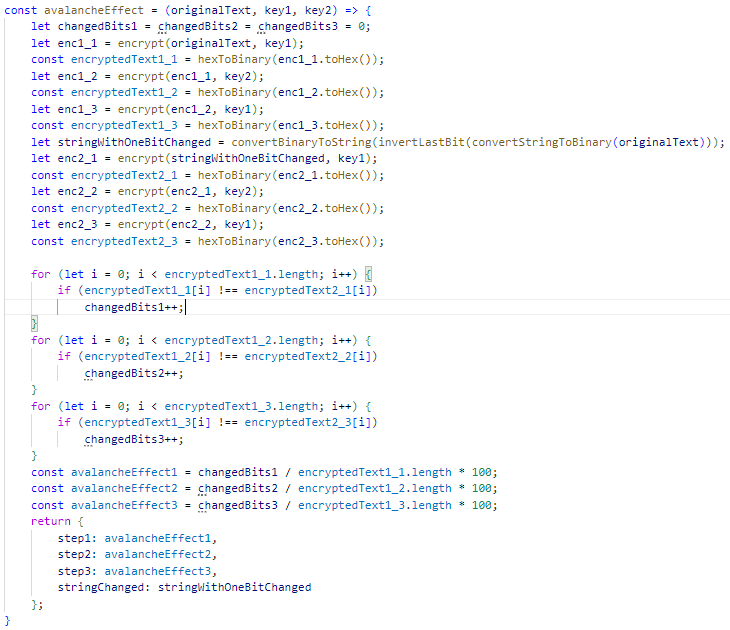 const avalancheEffect = (originalText, key1, key2) => {
    let changedBits1 = changedBits2 = changedBits3 = 0;
    let enc1_1 = encrypt(originalText, key1);
    const encryptedText1_1 = hexToBinary(enc1_1.toHex());
    let enc1_2 = encrypt(enc1_1, key2);
    const encryptedText1_2 = hexToBinary(enc1_2.toHex());
    let enc1_3 = encrypt(enc1_2, key1);
    const encryptedText1_3 = hexToBinary(enc1_3.toHex());
    let stringWithOneBitChanged = convertBinaryToString(invertLastBit(convertStringToBinary(originalText)));
    let enc2_1 = encrypt(stringWithOneBitChanged, key1);
    const encryptedText2_1 = hexToBinary(enc2_1.toHex());
    let enc2_2 = encrypt(enc2_1, key2);
    const encryptedText2_2 = hexToBinary(enc2_2.toHex());
    let enc2_3 = encrypt(enc2_2, key1);
    const encryptedText2_3 = hexToBinary(enc2_3.toHex());

    for (let i = 0; i < encryptedText1_1.length; i++) {
        if (encryptedText1_1[i] !== encryptedText2_1[i])
            changedBits1++;
    }
    for (let i = 0; i < encryptedText1_2.length; i++) {
        if (encryptedText1_2[i] !== encryptedText2_2[i])
            changedBits2++;
    }
    for (let i = 0; i < encryptedText1_3.length; i++) {
        if (encryptedText1_3[i] !== encryptedText2_3[i])
            changedBits3++;
    }
    const avalancheEffect1 = changedBits1 / encryptedText1_1.length * 100;
    const avalancheEffect2 = changedBits2 / encryptedText1_2.length * 100;
    const avalancheEffect3 = changedBits3 / encryptedText1_3.length * 100;
    return {
        step1: avalancheEffect1,
        step2: avalancheEffect2,
        step3: avalancheEffect3,
        stringChanged: stringWithOneBitChanged
    };
}